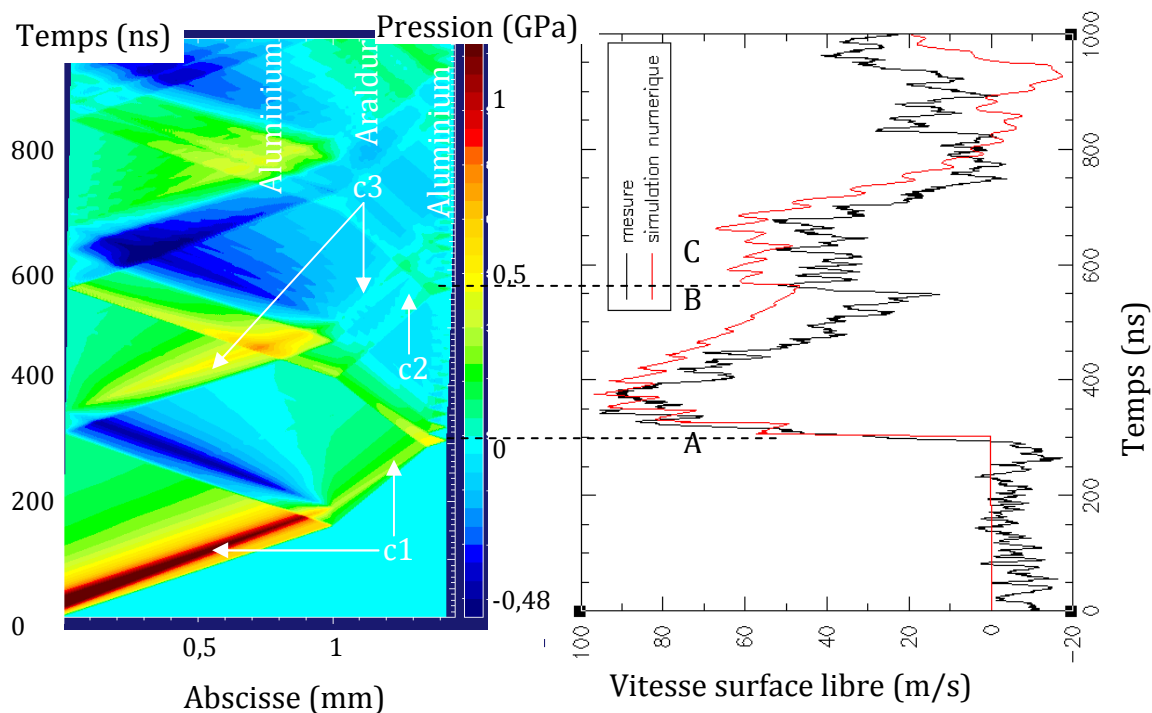 Temps (ns)
Pression (GPa)
Aluminium
Araldur
Aluminium
800
600
400
200
0
0,5
1
Abscisse (mm)
c3
c2
c1
1
0,5
0
-0,48
-
mesure
simulation numerique
A
B
C
1000
800
600
400
200
0
Temps (ns)
100
80
60
40
20
0
-20
Vitesse surface libre (m/s)